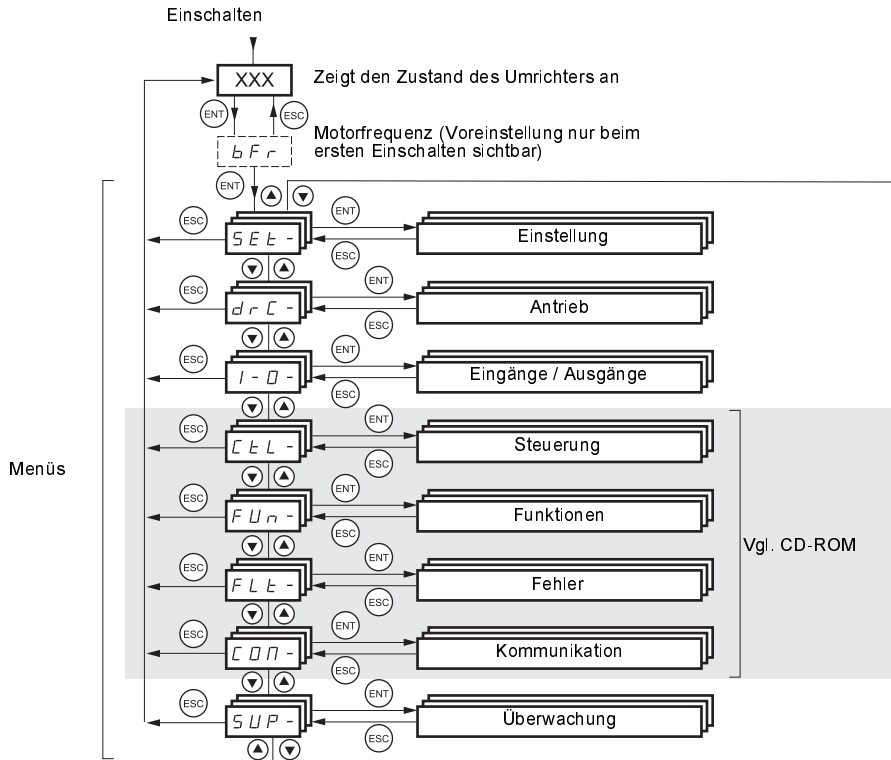 Einschalten
XXX
Zeigt den Zustand des Umrichters an
ENT
ESC
Motorfrequenz (Voreinstellung nur beim
ersten Einschalten sichtbar)
bFr
ENT
ESC
SEt-
ENT
ESC
Einstellung
ESC
drC-
ENT
ESC
Antrieb
ESC
I-O-
ENT
ESC
Eingänge / Ausgänge
ESC
CtL-
ENT
ESC
Steuerung
Menüs
ESC
FUn-
ENT
ESC
Funktionen
Vgl. CD-ROM
ESC
FLt-
ENT
ESC
Fehler
ESC
COM-
ENT
ESC
Kommunikation
ESC
SUP-
ENT
ESC
Überwachung